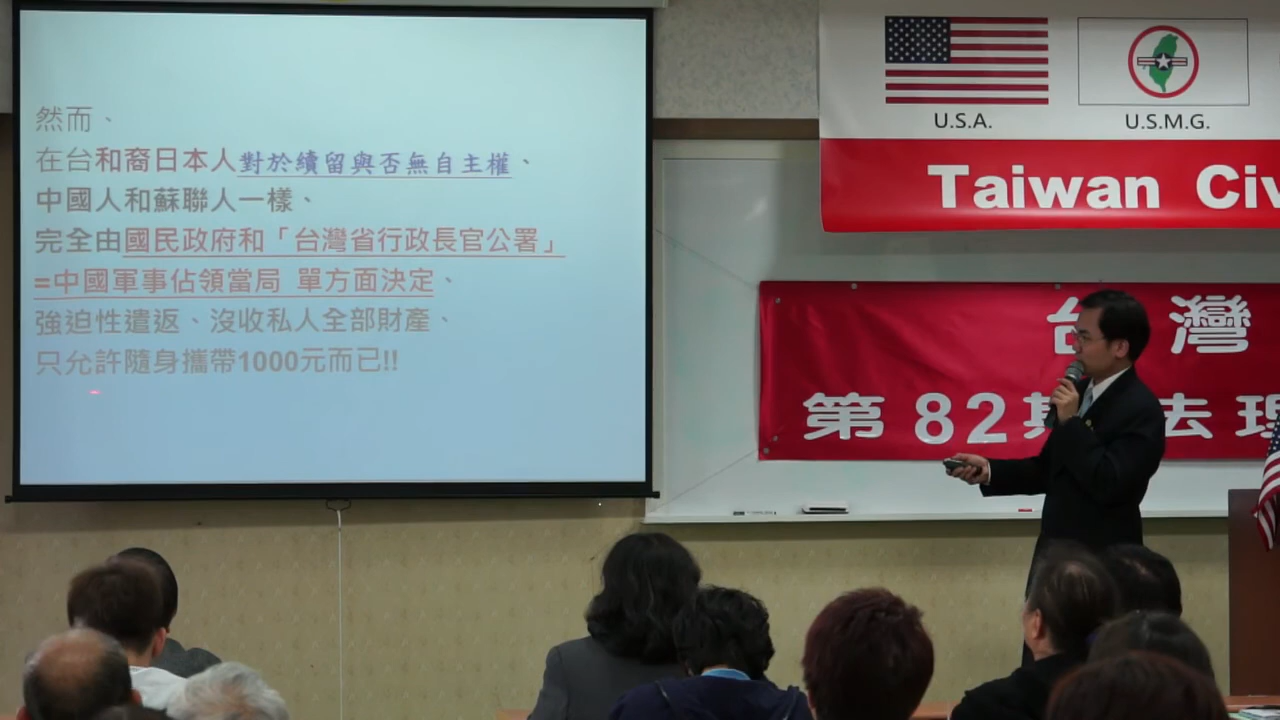 然而、
在台和裔日本人對於續留與否無自主權、
中國人和蘇聯人一樣、
完全由國民政府和「台灣省行政長官公署」
=中國軍事佔領當局 單方面決定、
強迫性遣返、沒收私人全部財產、
只允許隨身攜帶1000元而已!!
U.S.A.
U.S.M.G.
Taiwan Civ
台灣
第82期法理